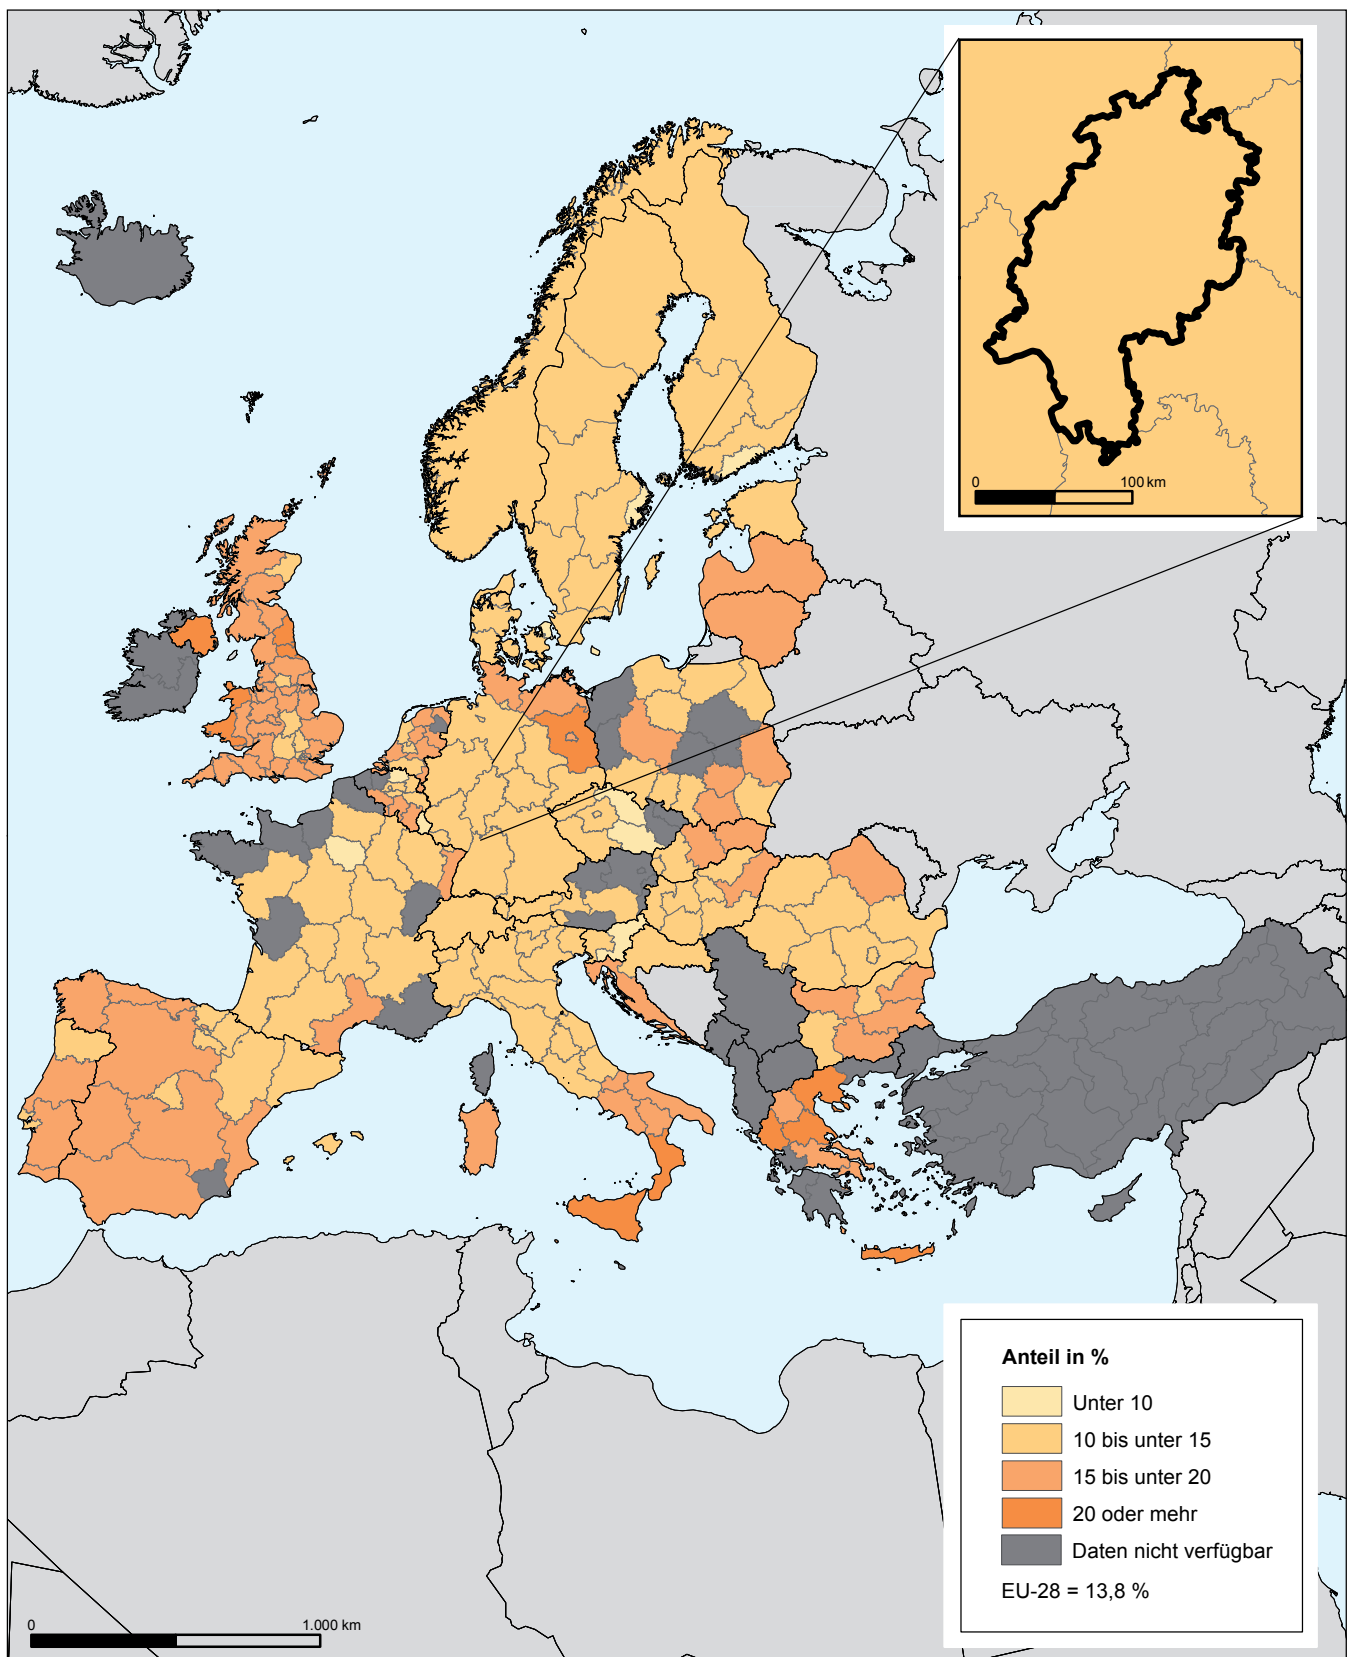 0 100 km
Anteil in %
Unter 10
10 bis unter 15
15 bis unter 20
20 oder mehr
Daten nicht verfügbar
EU-28 = 13,8 %
0 1.000 km